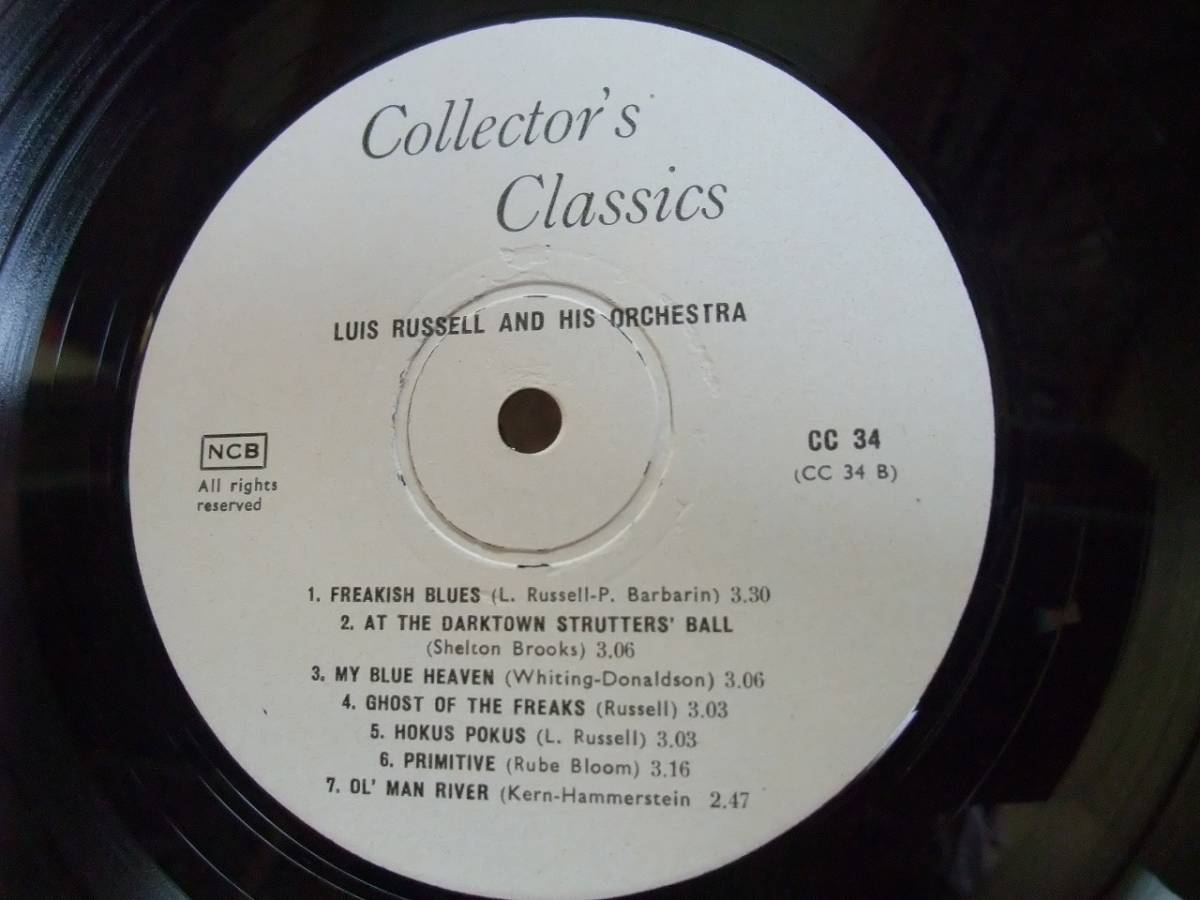 Collector's
Classics
LUIS RUSSELL AND HIS ORCHESTRA
NCB
All rights
reserved
CC 34
(CC 34 B)
1. FREAKISH BLUES (L. Russell-P. Barbarin) 3.30
2. AT THE DARKTOWN STRUTTERS' BALL
(Shelton Brooks) 3.06
3. MY BLUE HEAVEN (Whiting-Donaldson) 3.06
4. GHOST OF THE FREAKS (Russell) 3.03
5. HOKUS POKUS (L. Russell) 3.03
6. PRIMITIVE (Rube Bloom) 3.16
7. OL' MAN RIVER (Kern-Hammerstein 2.47